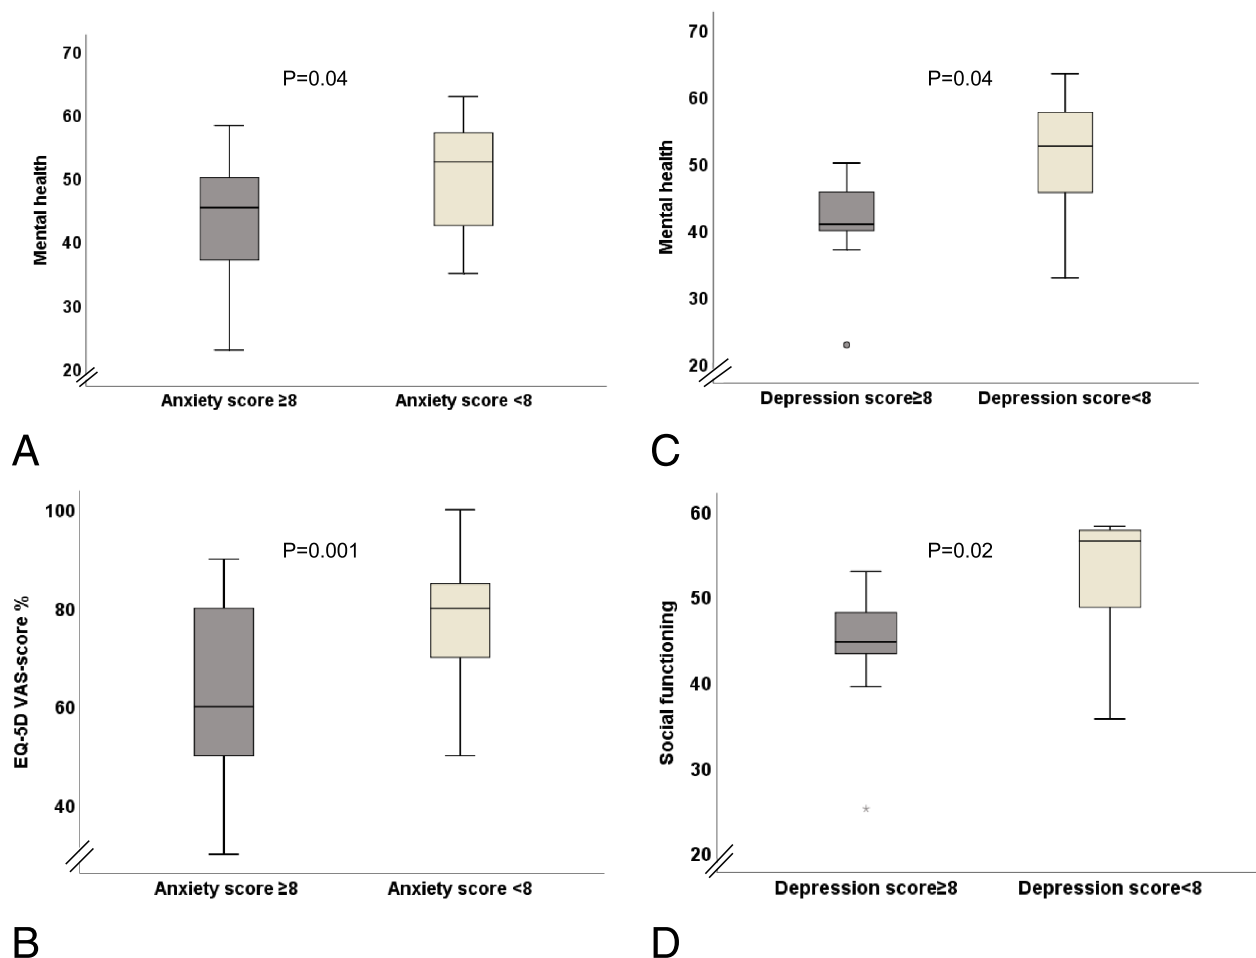 70
60
50
40
30
20
Mental health
P=0.04
Anxiety score ≥8
Anxiety score <8
A
70
60
50
40
30
20
Mental health
P=0.04
Depression score≥8
Depression score<8
C
100
80
60
40
EQ-5D VAS-score %
P=0.001
Anxiety score ≥8
Anxiety score <8
B
60
50
40
30
20
Social functioning
P=0.02
*
Depression score≥8
Depression score<8
D